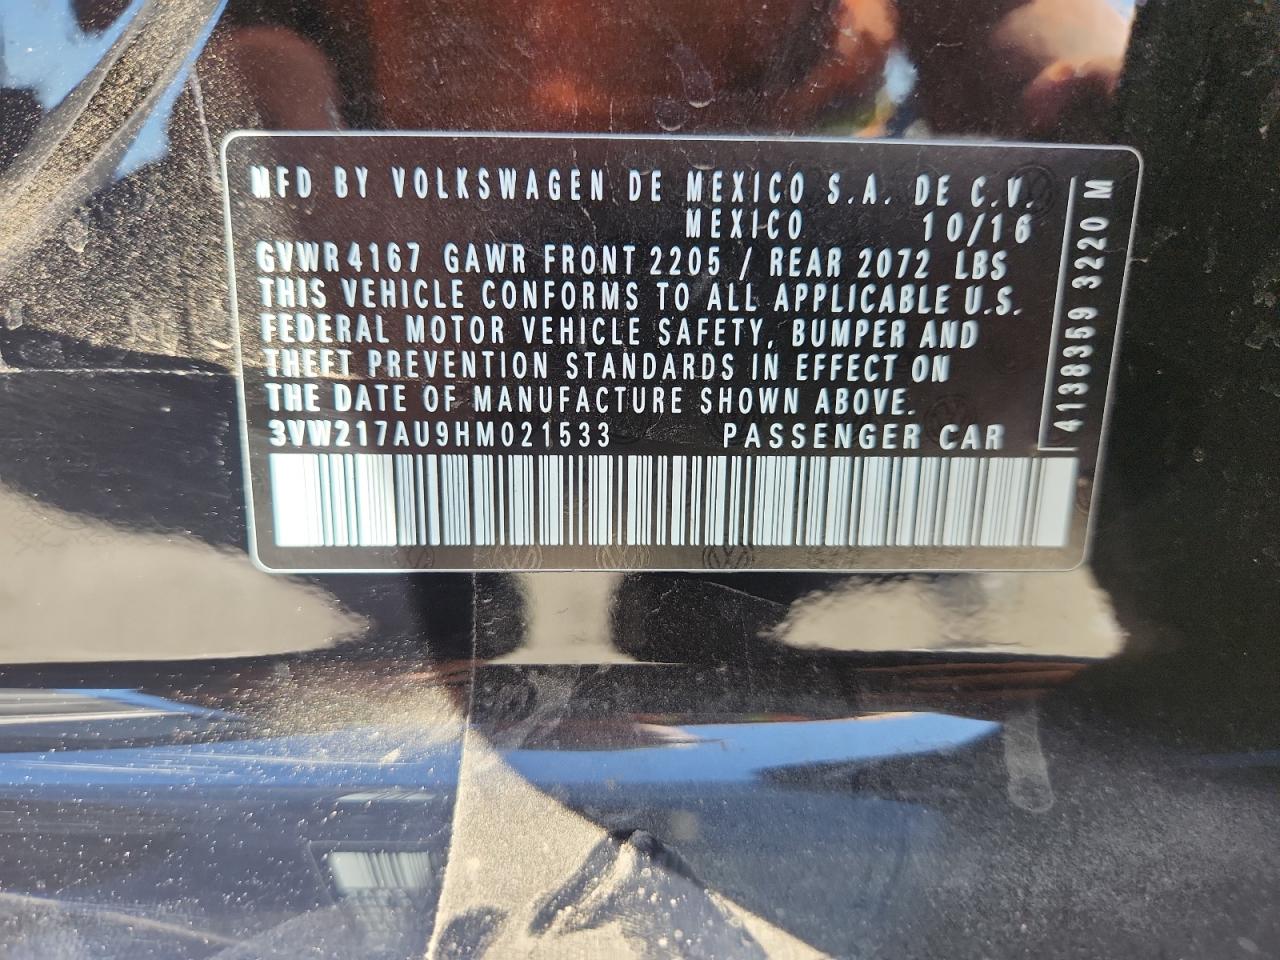 MFD BY VOLKSWAGEN DE MEXICO S.A. DE C.V.
MEXICO 10/16
GVWR 4167 GAWR FRONT 2205 / REAR 2072 LBS
THIS VEHICLE CONFORMS TO ALL APPLICABLE U.S.
FEDERAL MOTOR VEHICLE SAFETY, BUMPER AND
THEFT PREVENTION STANDARDS IN EFFECT ON
THE DATE OF MANUFACTURE SHOWN ABOVE.
3VW217AU9HM021533 PASSENGER CAR
4138359 3220 M